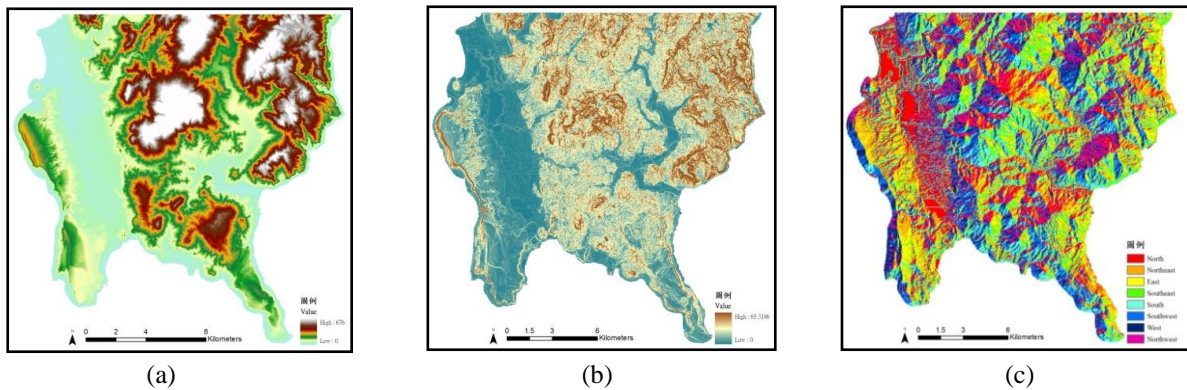 圖例
Value
High : 676
Low : 0
N
0 2 4 8
Kilometers
(a)
圖例
Value
High : 65.3196
Low : 0
N
0 1.5 3 6
Kilometers
(b)
圖例
North
Northeast
East
Southeast
South
Southwest
West
Northwest
N
0 1.5 3 6
Kilometers
(c)